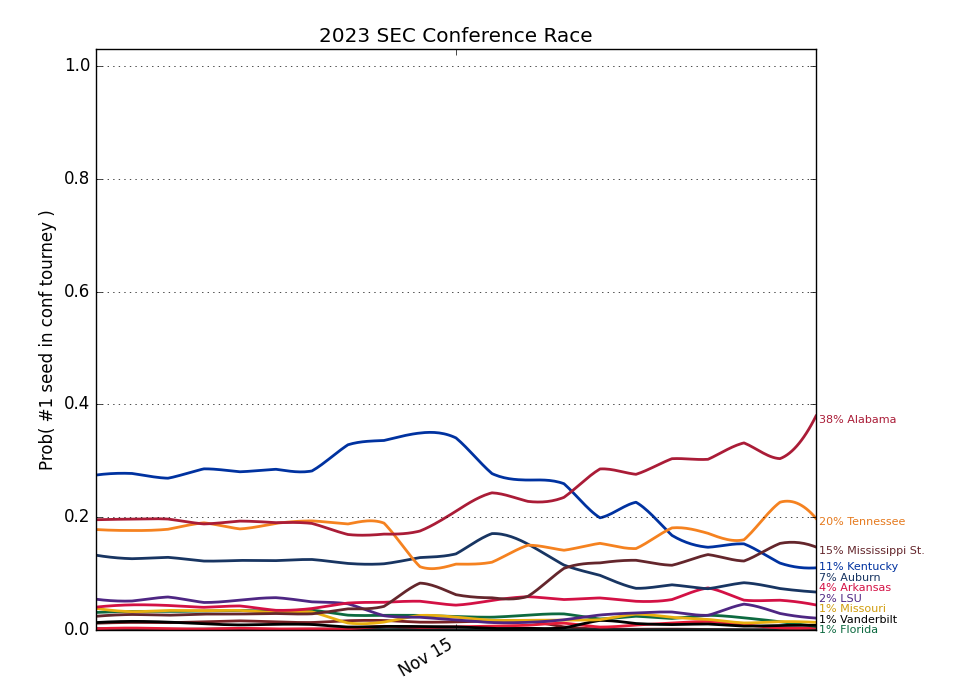 2023 SEC Conference Race
Prob( #1 seed in conf tourney )
1.0
0.8
0.6
0.4
0.2
0.0
Nov 15
38% Alabama
20% Tennessee
15% Mississippi St.
11% Kentucky
7% Auburn
4% Arkansas
2% LSU
1% Missouri
1% Vanderbilt
1% Florida